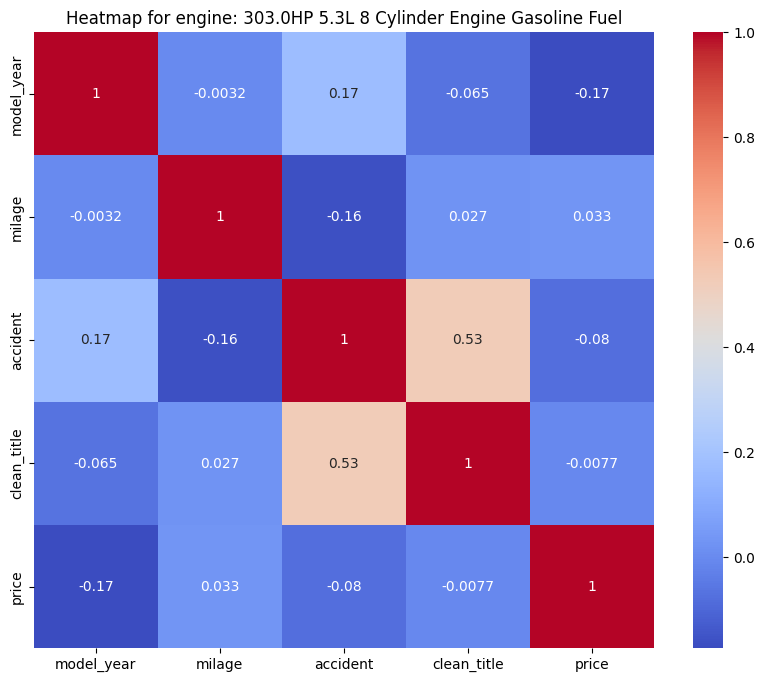 Heatmap for engine: 303.0HP 5.3L 8 Cylinder Engine Gasoline Fuel
model_year 1 -0.0032 0.17 -0.065 -0.17
milage -0.0032 1 -0.16 0.027 0.033
accident 0.17 -0.16 1 0.53 -0.08
clean_title -0.065 0.027 0.53 1 -0.0077
price -0.17 0.033 -0.08 -0.0077 1
model_year milage accident clean_title price
1.0
0.8
0.6
0.4
0.2
0.0